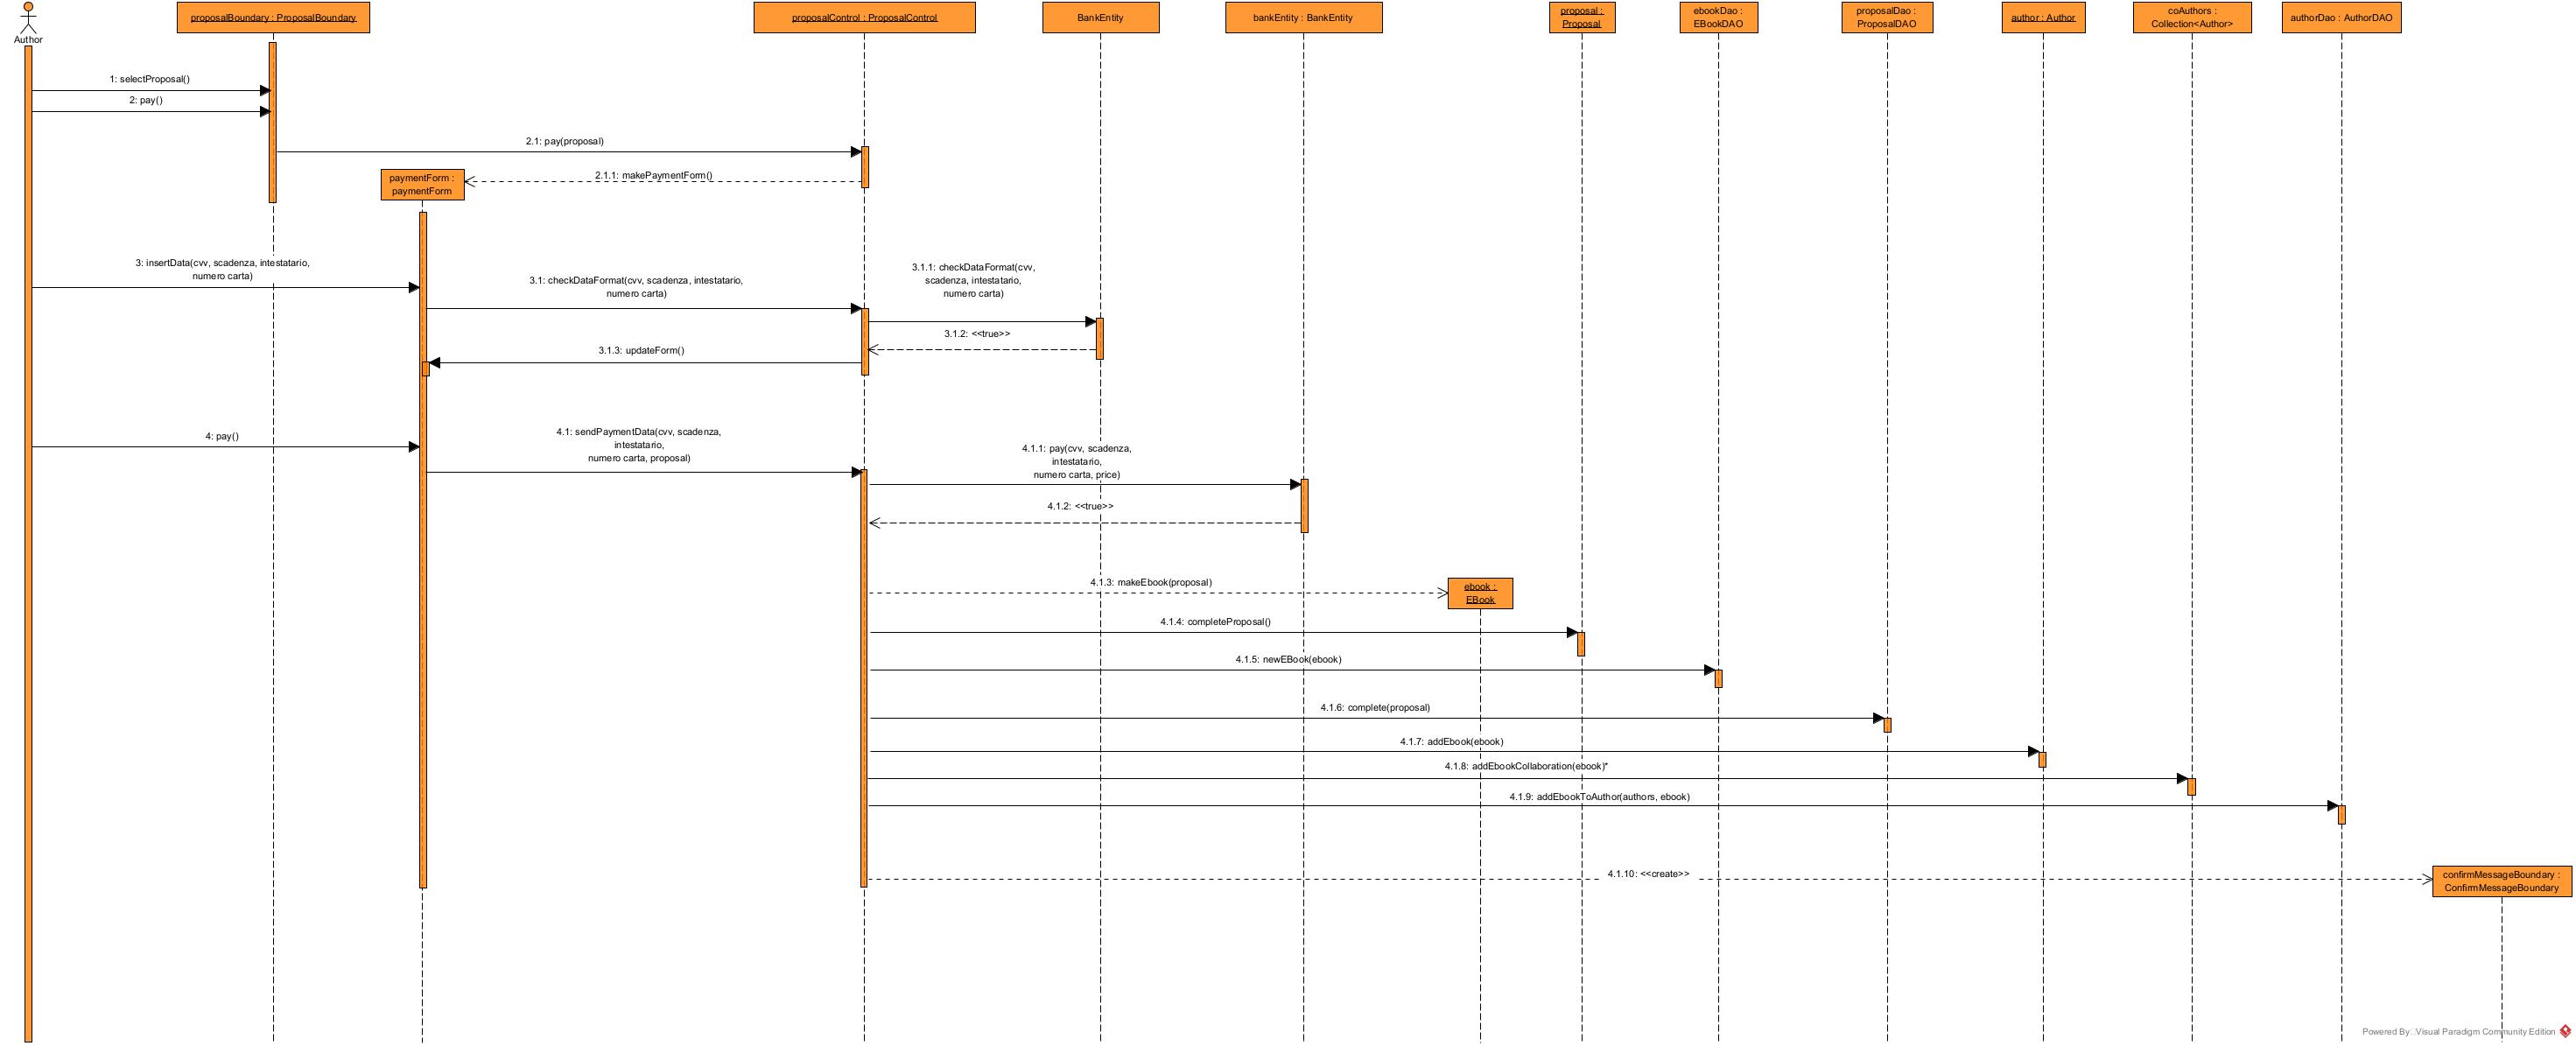 Author
proposalBoundary : ProposalBoundary
proposalControl : ProposalControl
BankEntity
bankEntity : BankEntity
proposal :
Proposal
ebookDao :
EBookDAO
proposalDao :
ProposalDAO
author : Author
coAuthors :
Collection<Author>
authorDao : AuthorDAO
1: selectProposal()
2: pay()
2.1: pay(proposal)
2.1.1: makePaymentForm()
paymentForm :
paymentForm
3: insertData(cvv, scadenza, intestatario,
numero carta)
3.1: checkDataFormat(cvv, scadenza, intestatario,
numero carta)
3.1.1: checkDataFormat(cvv,
scadenza, intestatario,
numero carta)
3.1.2: <<true>>
3.1.3: updateForm()
4: pay()
4.1: sendPaymentData(cvv, scadenza,
intestatario,
numero carta, proposal)
4.1.1: pay(cvv, scadenza,
intestatario,
numero carta, price)
4.1.2: <<true>>
4.1.3: makeEbook(proposal)
ebook :
EBook
4.1.4: completeProposal()
4.1.5: newEBook(ebook)
4.1.6: complete(proposal)
4.1.7: addEbook(ebook)
4.1.8: addEbookCollaboration(ebook)*
4.1.9: addEbookToAuthor(authors, ebook)
4.1.10: <<create>>
confirmMessageBoundary :
ConfirmMessageBoundary
Powered By Visual Paradigm Community Edition